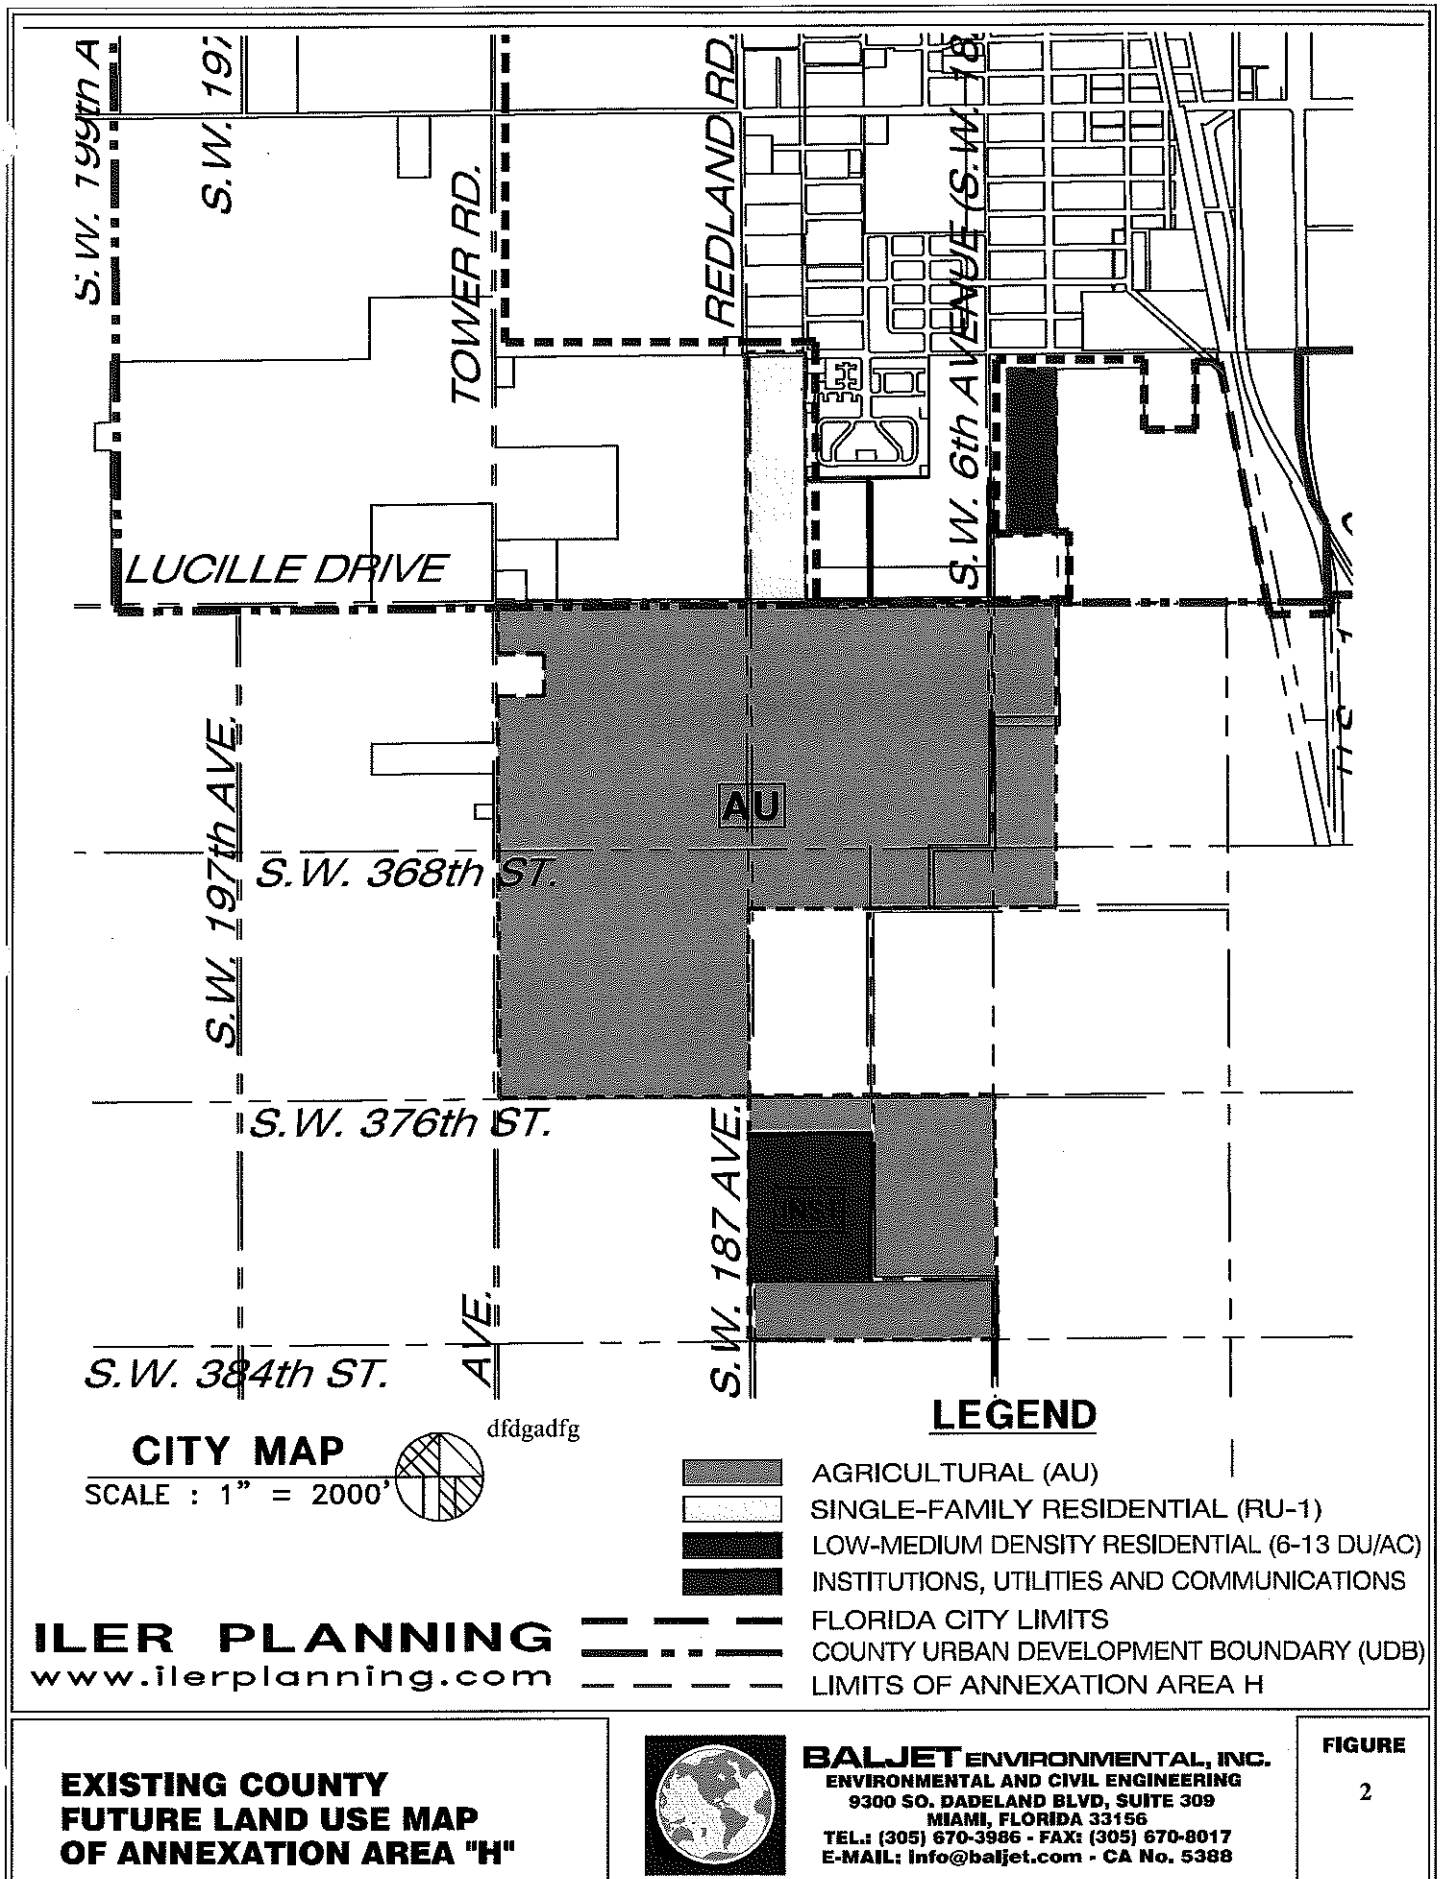 S.W. 199th A
S.W. 197
TOWER RD.
REDLAND RD.
S.W. 6th AVENUE (S.W. 18
LUCILLE DRIVE
AU
S.W. 197th AVE.
S.W. 368th ST.
S.W. 376th ST.
INST
S.W. 187 AVE.
AVE.
S.W. 384th ST.
CITY MAP
SCALE : 1" = 2000'
dfdgadfg
LEGEND
AGRICULTURAL (AU)
SINGLE-FAMILY RESIDENTIAL (RU-1)
LOW-MEDIUM DENSITY RESIDENTIAL (6-13 DU/AC)
INSTITUTIONS, UTILITIES AND COMMUNICATIONS
FLORIDA CITY LIMITS
COUNTY URBAN DEVELOPMENT BOUNDARY (UDB)
LIMITS OF ANNEXATION AREA H
ILER PLANNING
www.ilerplanning.com
EXISTING COUNTY
FUTURE LAND USE MAP
OF ANNEXATION AREA "H"
BALJET ENVIRONMENTAL, INC.
ENVIRONMENTAL AND CIVIL ENGINEERING
9300 SO. DADELAND BLVD, SUITE 309
MIAMI, FLORIDA 33156
TEL.: (305) 670-3986 - FAX: (305) 670-8017
E-MAIL: info@baljet.com - CA No. 5388
FIGURE
2